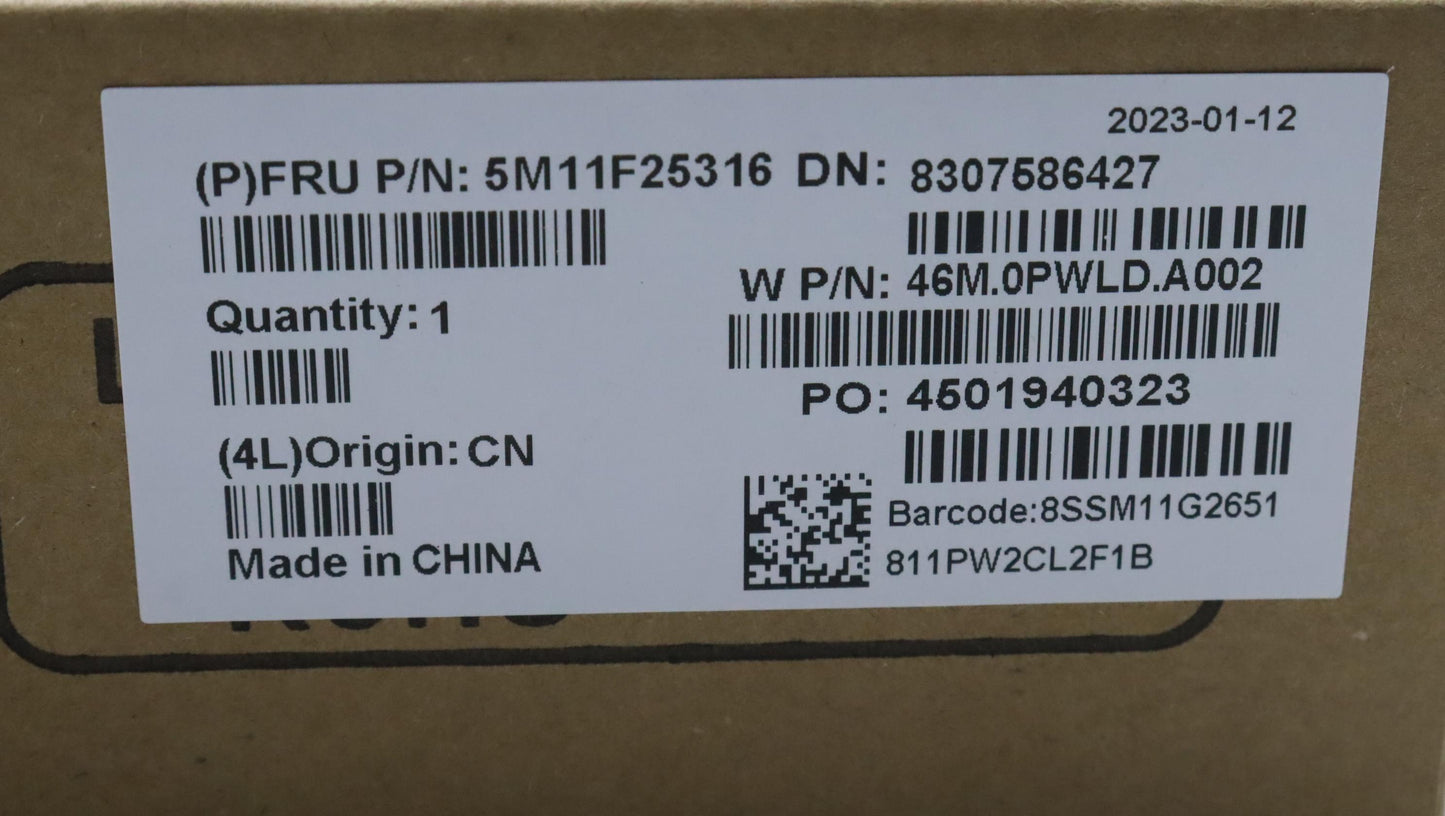 2023-01-12
(P)FRU P/N: 5M11F25316 DN: 8307586427
W P/N: 46M.0PWLD.A002
Quantity: 1
PO: 4501940323
(4L)Origin: CN
Barcode:8SSM11G2651
811PW2CL2F1B
Made in CHINA